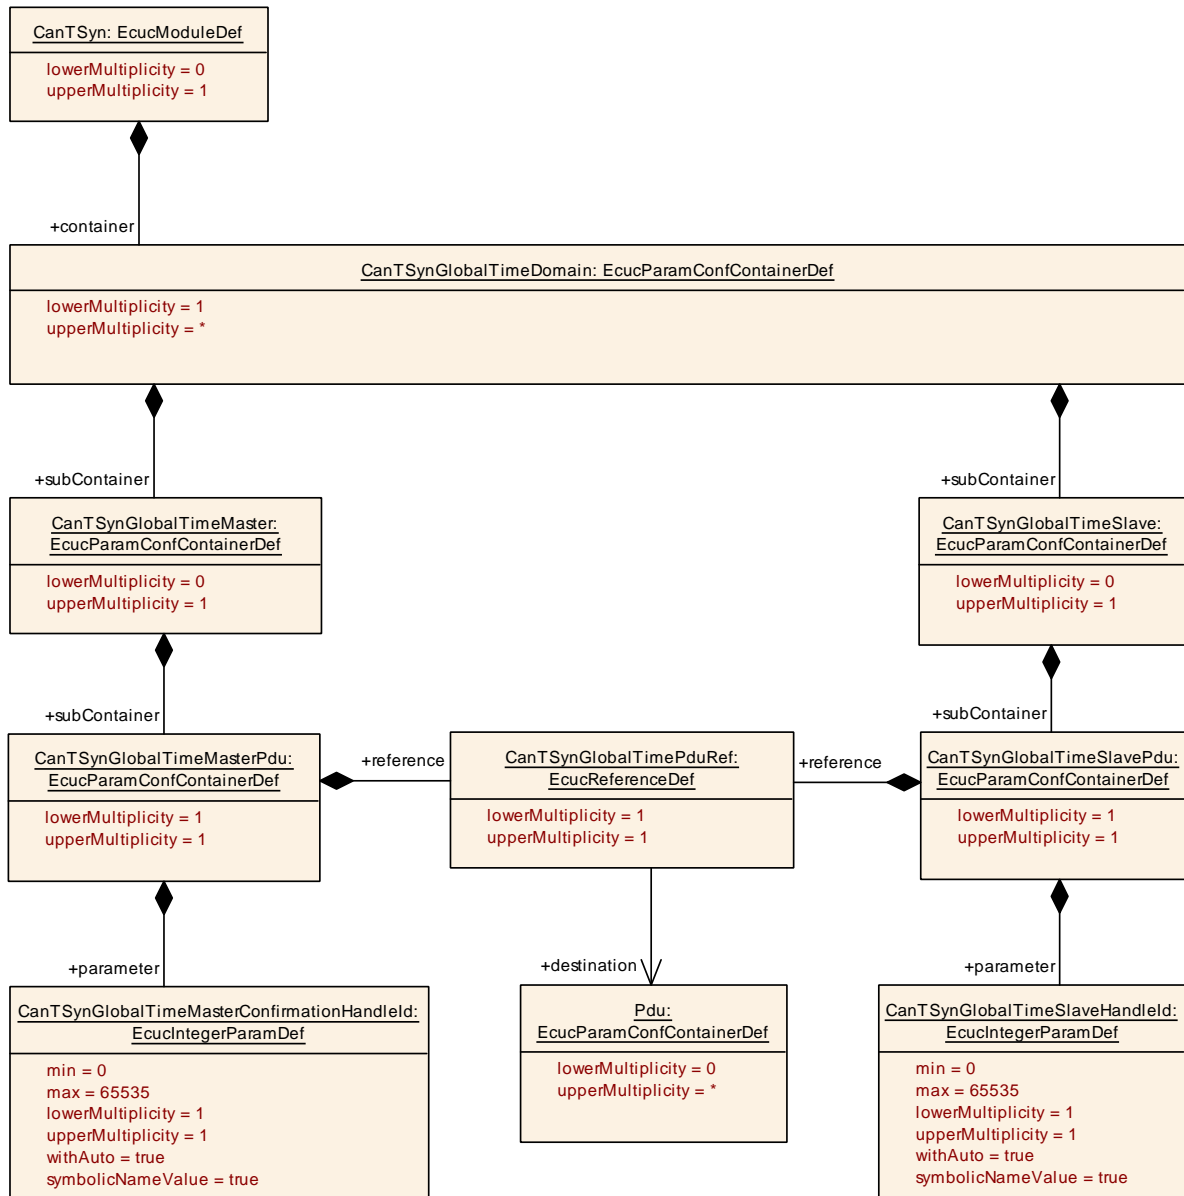 CanTSyn: EcucModuleDef
lowerMultiplicity = 0
upperMultiplicity = 1
+container
CanTSynGlobalTimeDomain: EcucParamConfContainerDef
lowerMultiplicity = 1
upperMultiplicity = *
+subContainer
+subContainer
CanTSynGlobalTimeMaster:
EcucParamConfContainerDef
lowerMultiplicity = 0
upperMultiplicity = 1
CanTSynGlobalTimeSlave:
EcucParamConfContainerDef
lowerMultiplicity = 0
upperMultiplicity = 1
+subContainer
+subContainer
CanTSynGlobalTimeMasterPdu:
EcucParamConfContainerDef
lowerMultiplicity = 1
upperMultiplicity = 1
+reference
CanTSynGlobalTimePduRef:
EcucReferenceDef
lowerMultiplicity = 1
upperMultiplicity = 1
+reference
CanTSynGlobalTimeSlavePdu:
EcucParamConfContainerDef
lowerMultiplicity = 1
upperMultiplicity = 1
+parameter
+destination
+parameter
CanTSynGlobalTimeMasterConfirmationHandleId:
EcucIntegerParamDef
min = 0
max = 65535
lowerMultiplicity = 1
upperMultiplicity = 1
withAuto = true
symbolicNameValue = true
Pdu:
EcucParamConfContainerDef
lowerMultiplicity = 0
upperMultiplicity = *
CanTSynGlobalTimeSlaveHandleId:
EcucIntegerParamDef
min = 0
max = 65535
lowerMultiplicity = 1
upperMultiplicity = 1
withAuto = true
symbolicNameValue = true